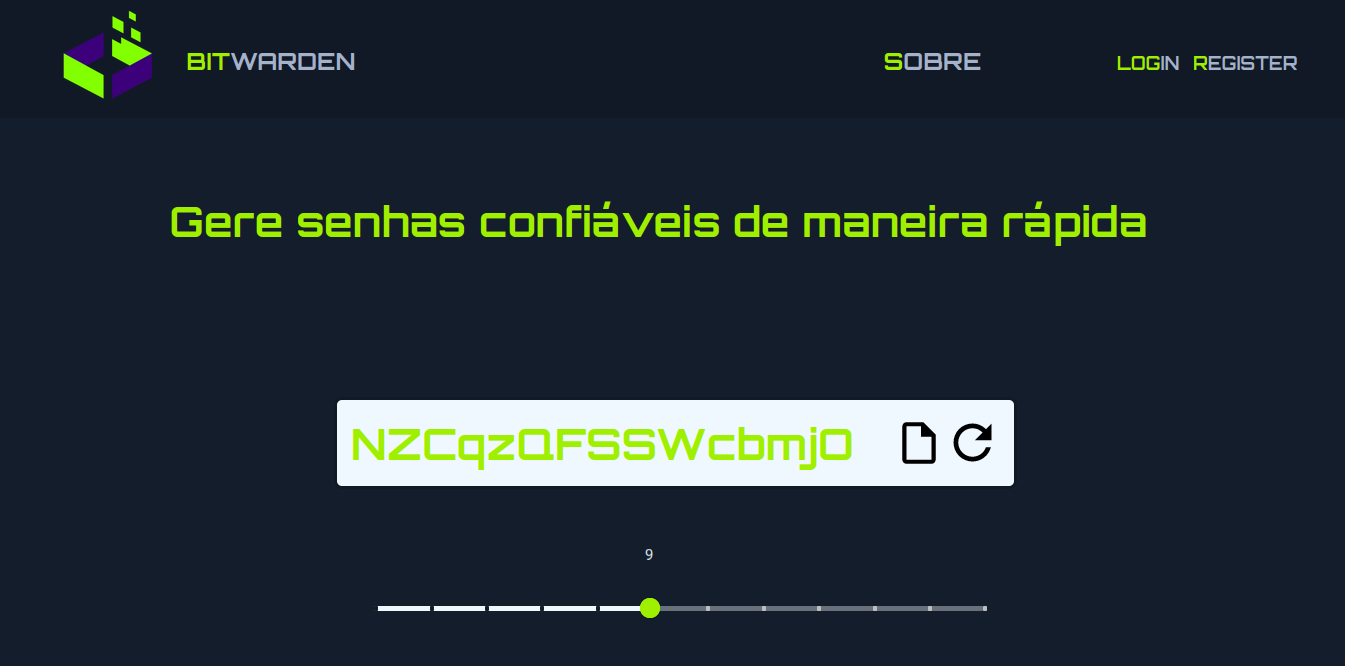 BITWARDEN
SOBRE
LOGIN REGISTER
Gere senhas confiáveis de maneira rápida
NZCqzQFSSWcbmjO
9